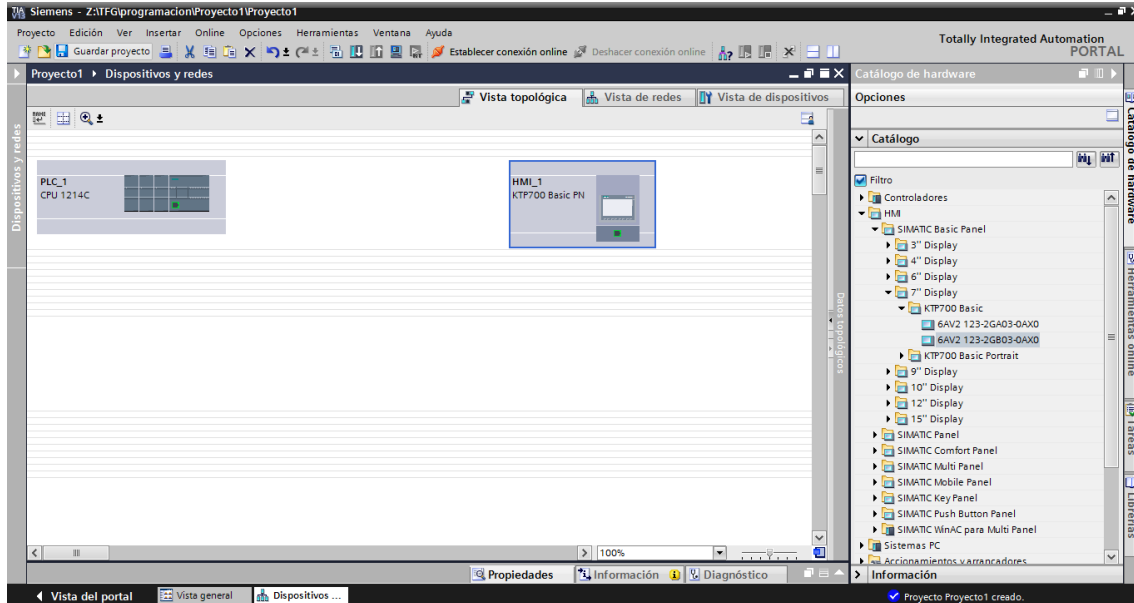 Siemens - Z:\TFG\programacion\Proyecto1\Proyecto1
Proyecto Edición Ver Insertar Online Opciones Herramientas Ventana Ayuda
Guardar proyecto Establecer conexión online Deshacer conexión online
Totally Integrated Automation
PORTAL
Proyecto1 Dispositivos y redes
Vista topológica Vista de redes Vista de dispositivos
Dispositivos y redes
PLC_1
CPU 1214C
HMI_1
KTP700 Basic PN
Datos topológicos
100%
Propiedades Información Diagnóstico
Catálogo de hardware
Opciones
Catálogo
Filtro
Controladores
HMI
SIMATIC Basic Panel
3" Display
4" Display
6" Display
7" Display
KTP700 Basic
6AV2 123-2GA03-0AX0
6AV2 123-2GB03-0AX0
KTP700 Basic Portrait
9" Display
10" Display
12" Display
15" Display
SIMATIC Panel
SIMATIC Comfort Panel
SIMATIC Multi Panel
SIMATIC Mobile Panel
SIMATIC Key Panel
SIMATIC Push Button Panel
SIMATIC WinAC para Multi Panel
Sistemas PC
Accionamientos y arrancadores
Información
Catálogo de hardware
Herramientas online
Tareas
Librerías
Vista del portal Vista general Dispositivos ...
Proyecto Proyecto1 creado.